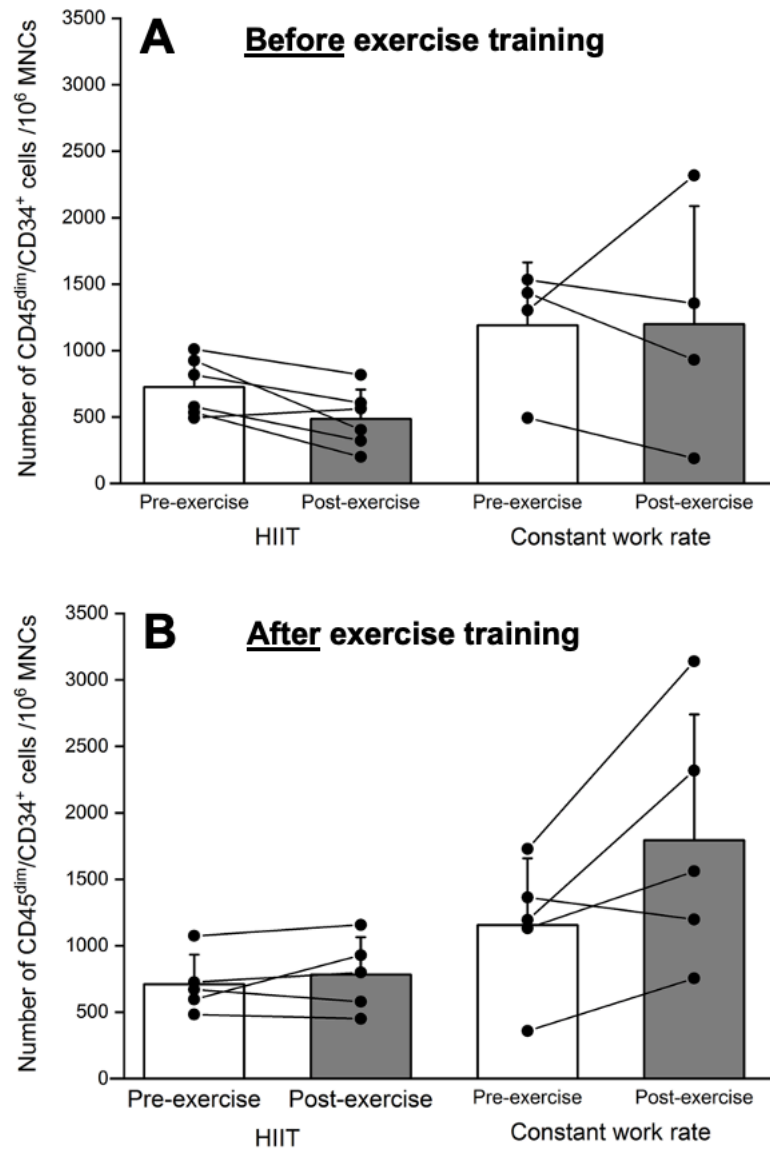 A
Before exercise training
Number of CD45dim/CD34+ cells /10⁶ MNCs
3500
3000
2500
2000
1500
1000
500
0
Pre-exercise Post-exercise Pre-exercise Post-exercise
HIIT Constant work rate
B
After exercise training
Number of CD45dim/CD34+ cells /10⁶ MNCs
3500
3000
2500
2000
1500
1000
500
0
Pre-exercise Post-exercise Pre-exercise Post-exercise
HIIT Constant work rate